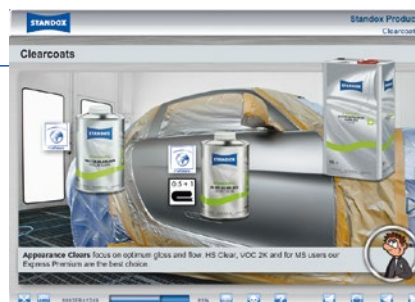 STANDOX
Standox Produc
Clearcoat
Clearcoats
STANDOX
STANDOX
STANDOX
0.5 + 1
Appearance Clears focus on optimum gloss and flow. HS Clear, VOC 2K and for MS users our
Express Premium are the best choice.